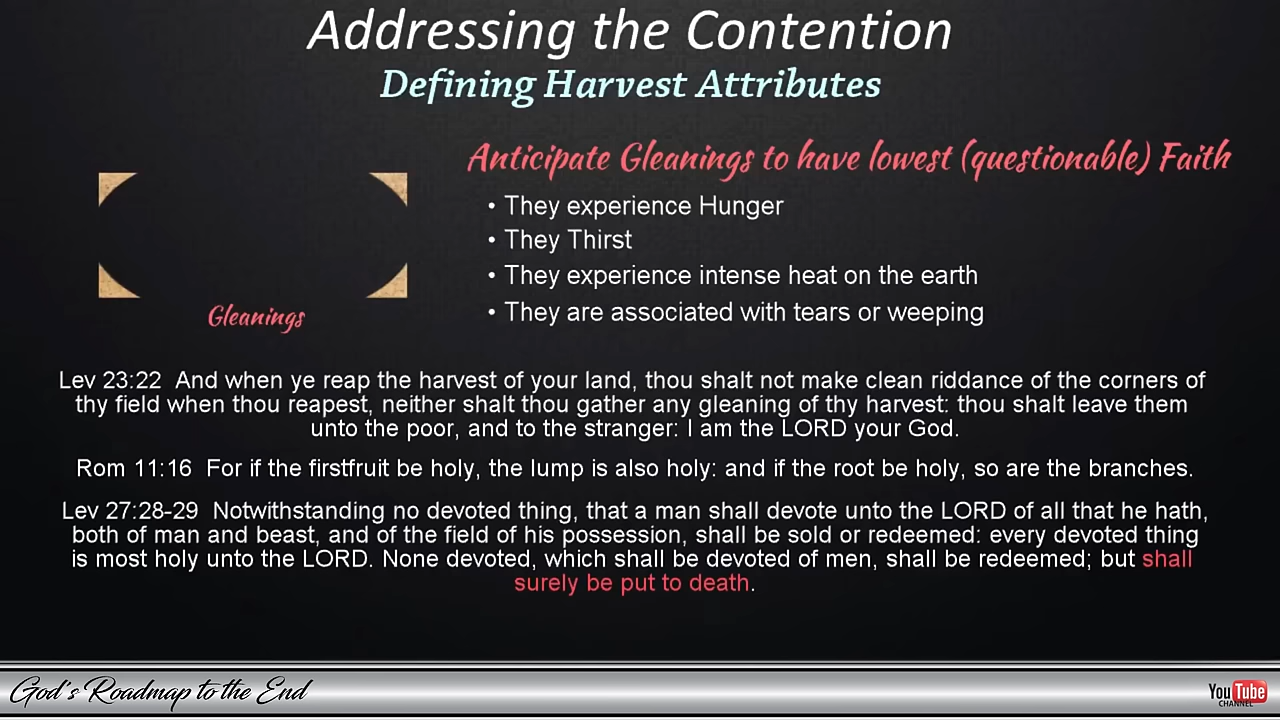 Addressing the Contention
Defining Harvest Attributes
Anticipate Gleanings to have lowest (questionable) Faith
• They experience Hunger
• They Thirst
• They experience intense heat on the earth
• They are associated with tears or weeping
Gleanings
Lev 23:22 And when ye reap the harvest of your land, thou shalt not make clean riddance of the corners of
thy field when thou reapest, neither shalt thou gather any gleaning of thy harvest: thou shalt leave them
unto the poor, and to the stranger: I am the LORD your God.
Rom 11:16 For if the firstfruit be holy, the lump is also holy: and if the root be holy, so are the branches.
Lev 27:28-29 Notwithstanding no devoted thing, that a man shall devote unto the LORD of all that he hath,
both of man and beast, and of the field of his possession, shall be sold or redeemed: every devoted thing
is most holy unto the LORD. None devoted, which shall be devoted of men, shall be redeemed; but shall
surely be put to death.
God's Roadmap to the End
YouTube
CHANNEL